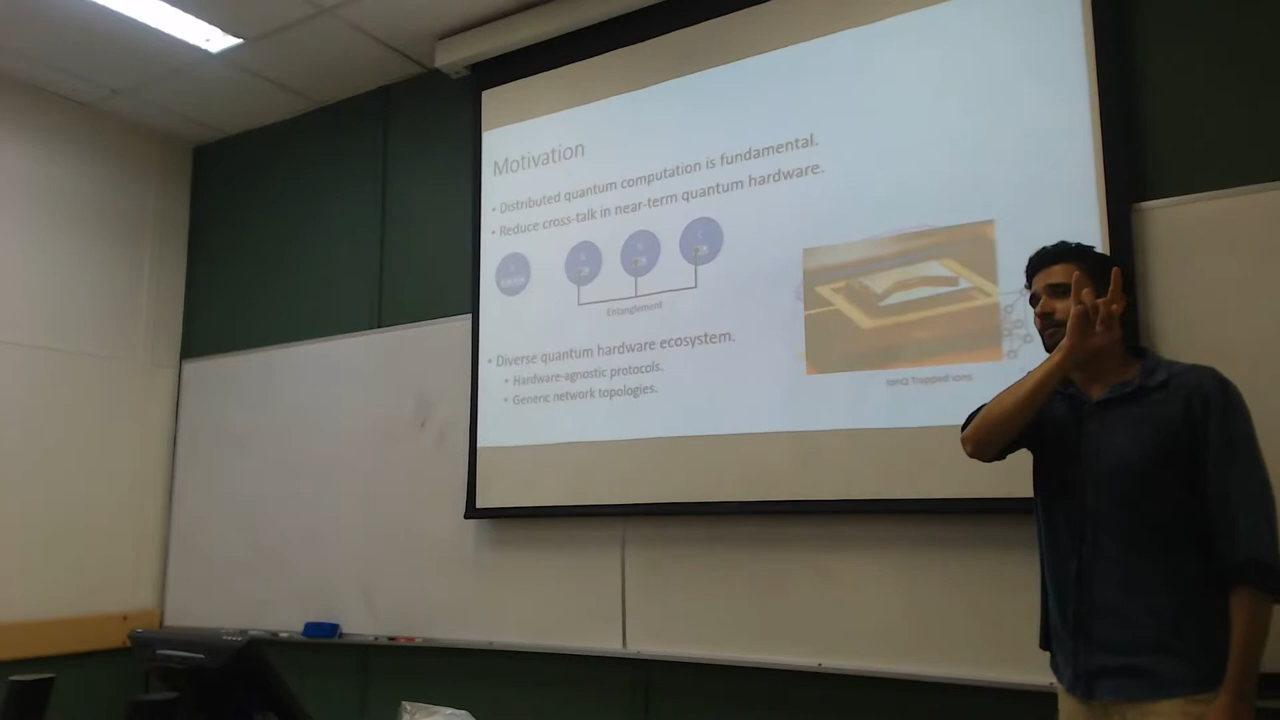 Motivation
• Distributed quantum computation is fundamental.
• Reduce cross-talk in near-term quantum hardware.
Entanglement
• Diverse quantum hardware ecosystem.
• Hardware-agnostic protocols.
• Generic network topologies.
IonQ Trapped Ions